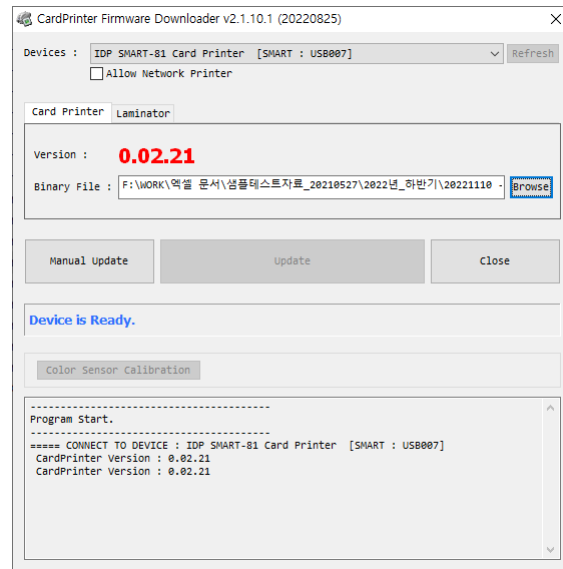 CardPrinter Firmware Downloader v2.1.10.1 (20220825)
Devices : IDP SMART-81 Card Printer [SMART : USB007] Refresh
Allow Network Printer
Card Printer Laminator
Version : 0.02.21
Binary File : F:\WORK\엑셀 문서\샘플테스트자료_20210527\2022년_하반기\20221110 - Browse
Manual Update Update Close
Device is Ready.
Color Sensor Calibration
----------------------------------------
Program Start.
----------------------------------------
===== CONNECT TO DEVICE : IDP SMART-81 Card Printer [SMART : USB007]
CardPrinter Version : 0.02.21
CardPrinter Version : 0.02.21